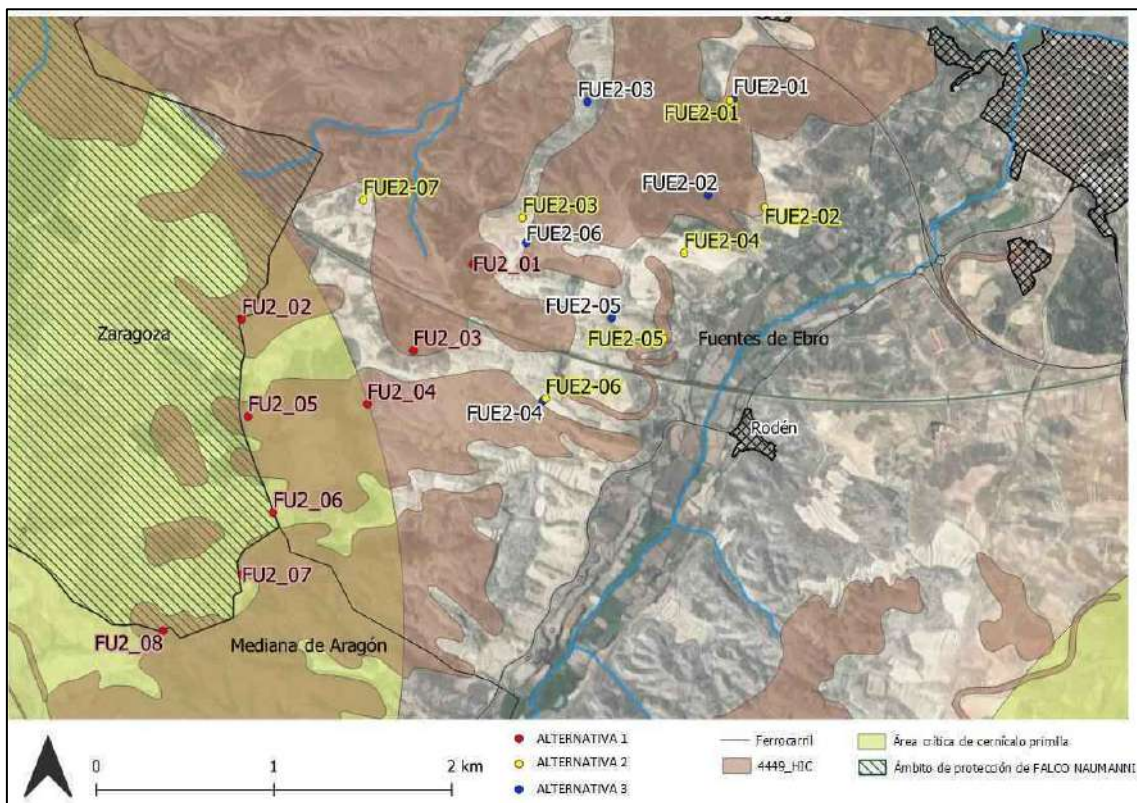 FUE2-03
FUE2-01
FUE2-01
FUE2-07
FUE2-02
FUE2-03
FUE2-02
FUE2-06
FUE2-04
FU2_01
FU2_02
Zaragoza
FUE2-05
FU2_03
FUE2-05
Fuentes de Ebro
FU2_04
FUE2-06
FU2_05
FUE2-04
Rodén
FU2_06
FU2_07
FU2_08
Mediana de Aragón
0 1 2 km
ALTERNATIVA 1
ALTERNATIVA 2
ALTERNATIVA 3
Ferrocarril
4449_HIC
Área crítica de cernícalo primilla
Ámbito de protección de FALCO NAUMANNI